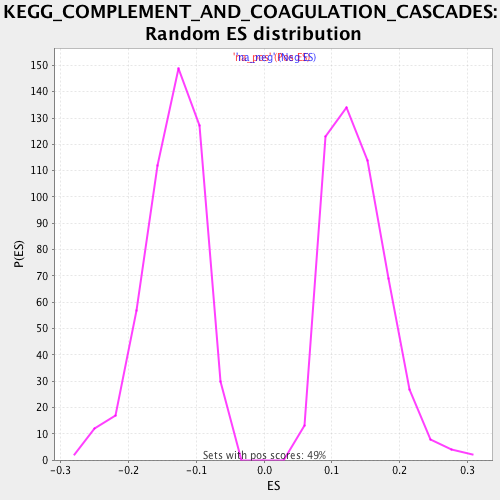 KEGG_COMPLEMENT_AND_COAGULATION_CASCADES:
Random ES distribution
150
140
130
120
110
100
90
80
70
60
50
40
30
20
10
0
P(ES)
Sets with pos scores: 49%
-0.3 -0.2 -0.1 0.0 0.1 0.2 0.3
ES